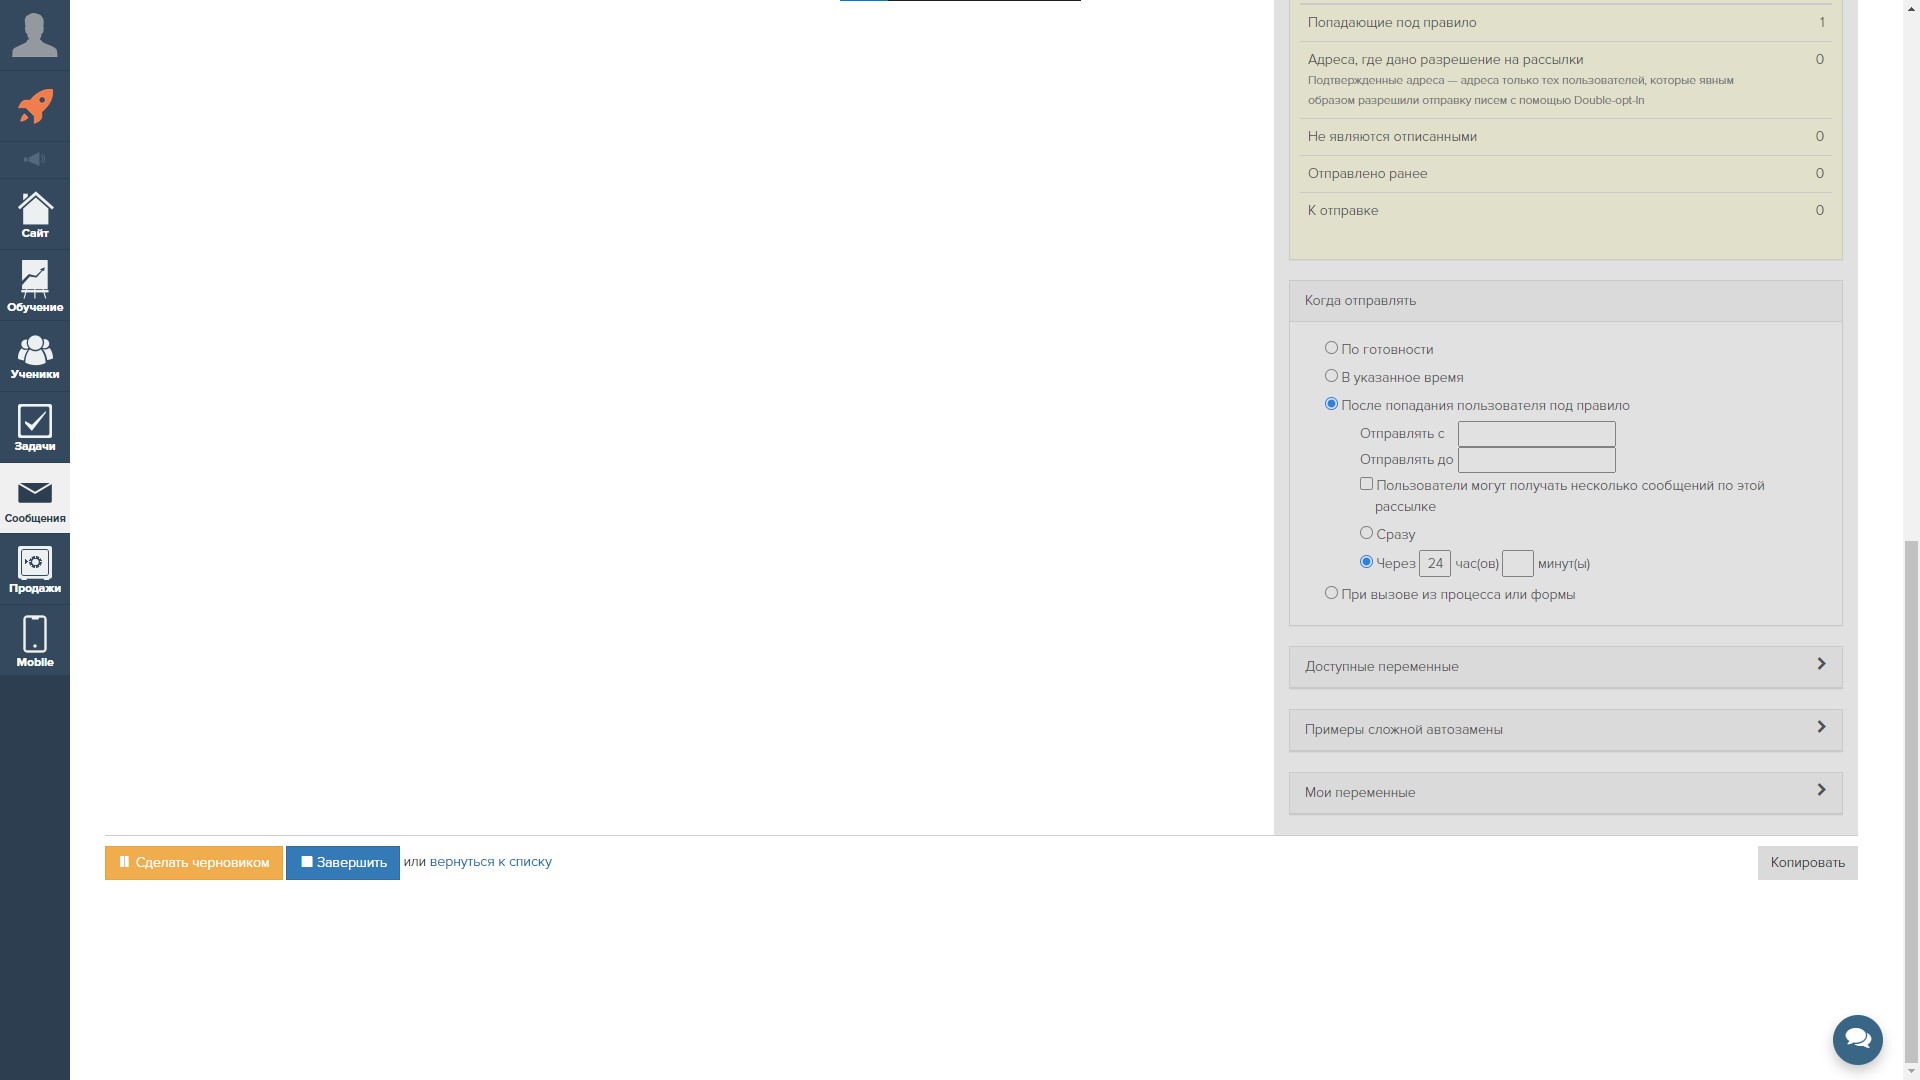 Сайт
Обучение
Ученики
Задачи
Сообщения
Продажи
Mobile
Попадающие под правило 1
Адреса, где дано разрешение на рассылки 0
Подтвержденные адреса — адреса только тех пользователей, которые явным
образом разрешили отправку писем с помощью Double-opt-In
Не являются отписанными 0
Отправлено ранее 0
К отправке 0
Когда отправлять
По готовности
В указанное время
После попадания пользователя под правило
Отправлять с
Отправлять до
Пользователи могут получать несколько сообщений по этой
рассылке
Сразу
Через 24 час(ов) минут(ы)
При вызове из процесса или формы
Доступные переменные
Примеры сложной автозамены
Мои переменные
Сделать черновиком Завершить или вернуться к списку Копировать